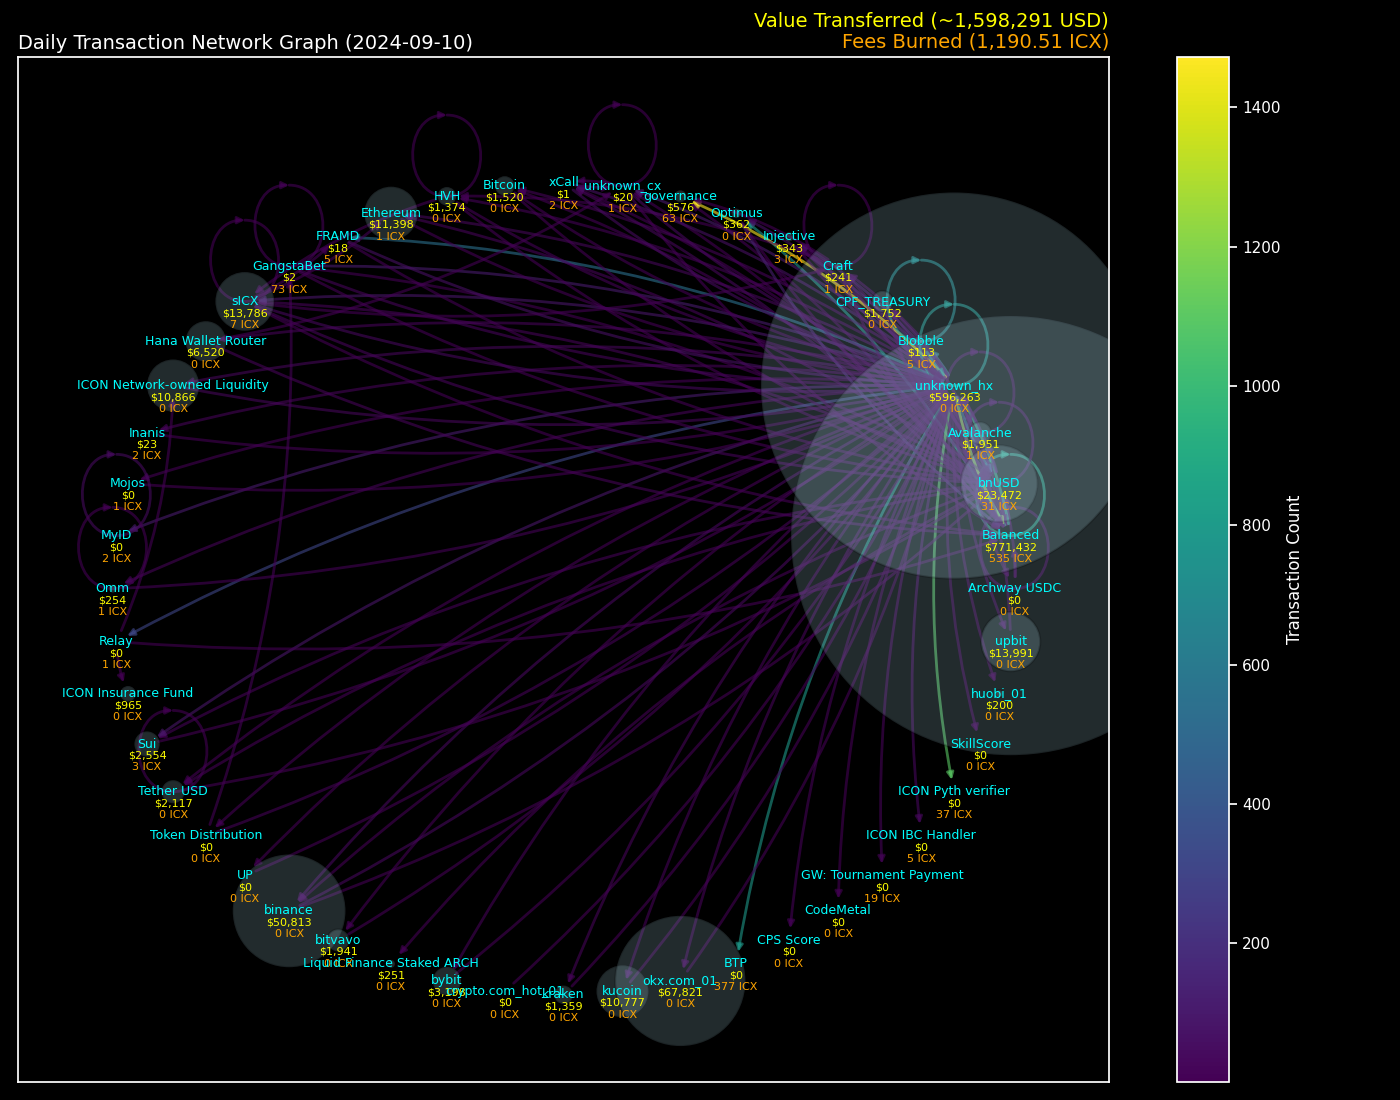 Value Transferred (~1,598,291 USD)
Daily Transaction Network Graph (2024-09-10)
Fees Burned (1,190.51 ICX)
xCall
$1
2 ICX
unknown_cx
$20
1 ICX
Bitcoin
$1,520
0 ICX
HVH
$1,374
0 ICX
governance
$576
63 ICX
Ethereum
$11,398
1 ICX
Optimus
$362
0 ICX
FRAMD
$18
5 ICX
Injective
$343
3 ICX
GangstaBet
$2
73 ICX
Craft
$241
1 ICX
sICX
$13,786
7 ICX
CPF_TREASURY
$1,752
0 ICX
Hana Wallet Router
$6,520
0 ICX
Blobble
$113
5 ICX
ICON Network-owned Liquidity
$10,866
0 ICX
unknown_hx
$596,263
0 ICX
Inanis
$23
2 ICX
Avalanche
$1,951
1 ICX
Mojos
$0
1 ICX
bnUSD
$23,472
31 ICX
MyID
$0
2 ICX
Balanced
$771,432
535 ICX
Omm
$254
1 ICX
Archway USDC
$0
0 ICX
Relay
$0
1 ICX
upbit
$13,991
0 ICX
ICON Insurance Fund
$965
0 ICX
huobi_01
$200
0 ICX
Sui
$2,554
3 ICX
SkillScore
$0
0 ICX
Tether USD
$2,117
0 ICX
ICON Pyth verifier
$0
37 ICX
Token Distribution
$0
0 ICX
ICON IBC Handler
$0
5 ICX
UP
$0
0 ICX
GW: Tournament Payment
$0
19 ICX
binance
$50,813
0 ICX
CodeMetal
$0
0 ICX
bitvavo
$1,941
0 ICX
CPS Score
$0
0 ICX
Liquid Finance Staked ARCH
$251
0 ICX
BTP
$0
377 ICX
bybit
0 ICX
okx.com_01
$67,821
0 ICX
crypto.com_hot_01
$0
0 ICX
kucoin
$10,777
0 ICX
kraken
$1,359
0 ICX
1400
1200
1000
800
600
400
200
Transaction Count